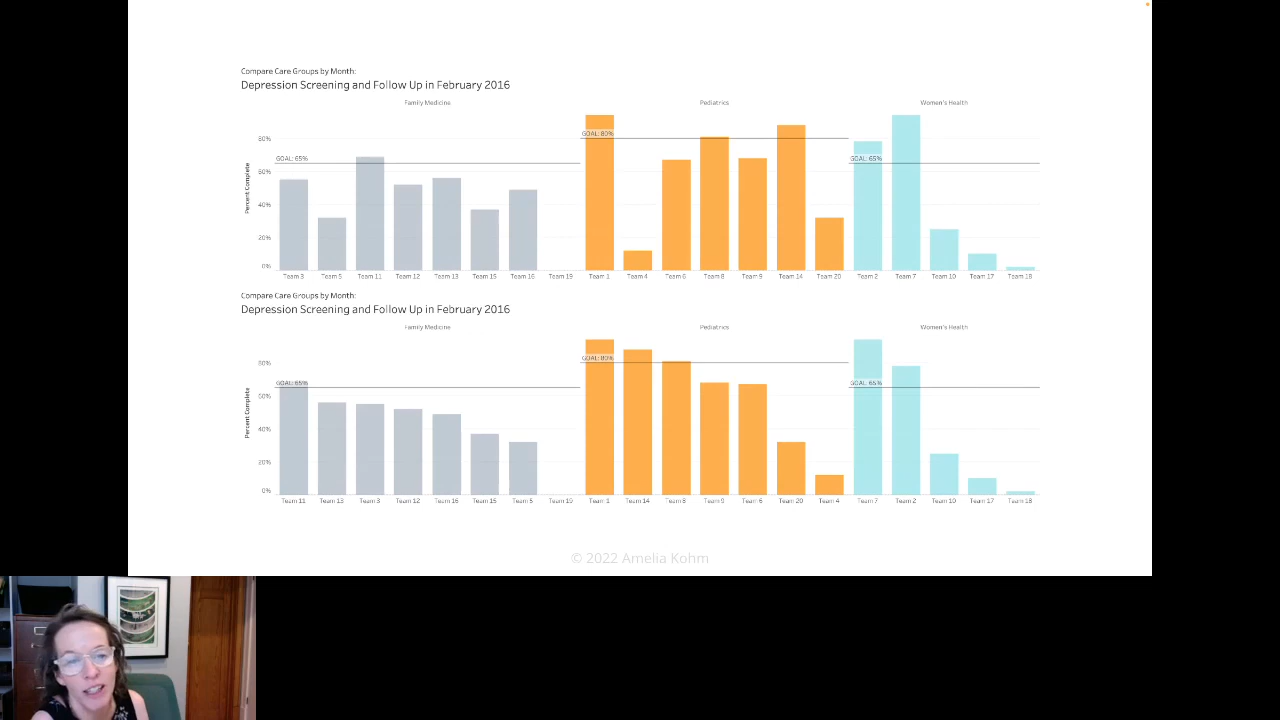 Compare Care Groups by Month:
Depression Screening and Follow Up in February 2016
Family Medicine
Pediatrics
Women's Health
Percent Complete
80%
60%
40%
20%
0%
GOAL: 65%
GOAL: 80%
GOAL: 65%
Team 3 Team 5 Team 11 Team 12 Team 13 Team 15 Team 16 Team 19 Team 1 Team 4 Team 6 Team 8 Team 9 Team 14 Team 20 Team 2 Team 7 Team 10 Team 17 Team 18
Compare Care Groups by Month:
Depression Screening and Follow Up in February 2016
Family Medicine
Pediatrics
Women's Health
Percent Complete
80%
60%
40%
20%
0%
GOAL: 65%
GOAL: 80%
GOAL: 65%
Team 11 Team 13 Team 3 Team 12 Team 16 Team 15 Team 5 Team 19 Team 1 Team 14 Team 8 Team 9 Team 6 Team 20 Team 4 Team 7 Team 2 Team 10 Team 17 Team 18
© 2022 Amelia Kohm